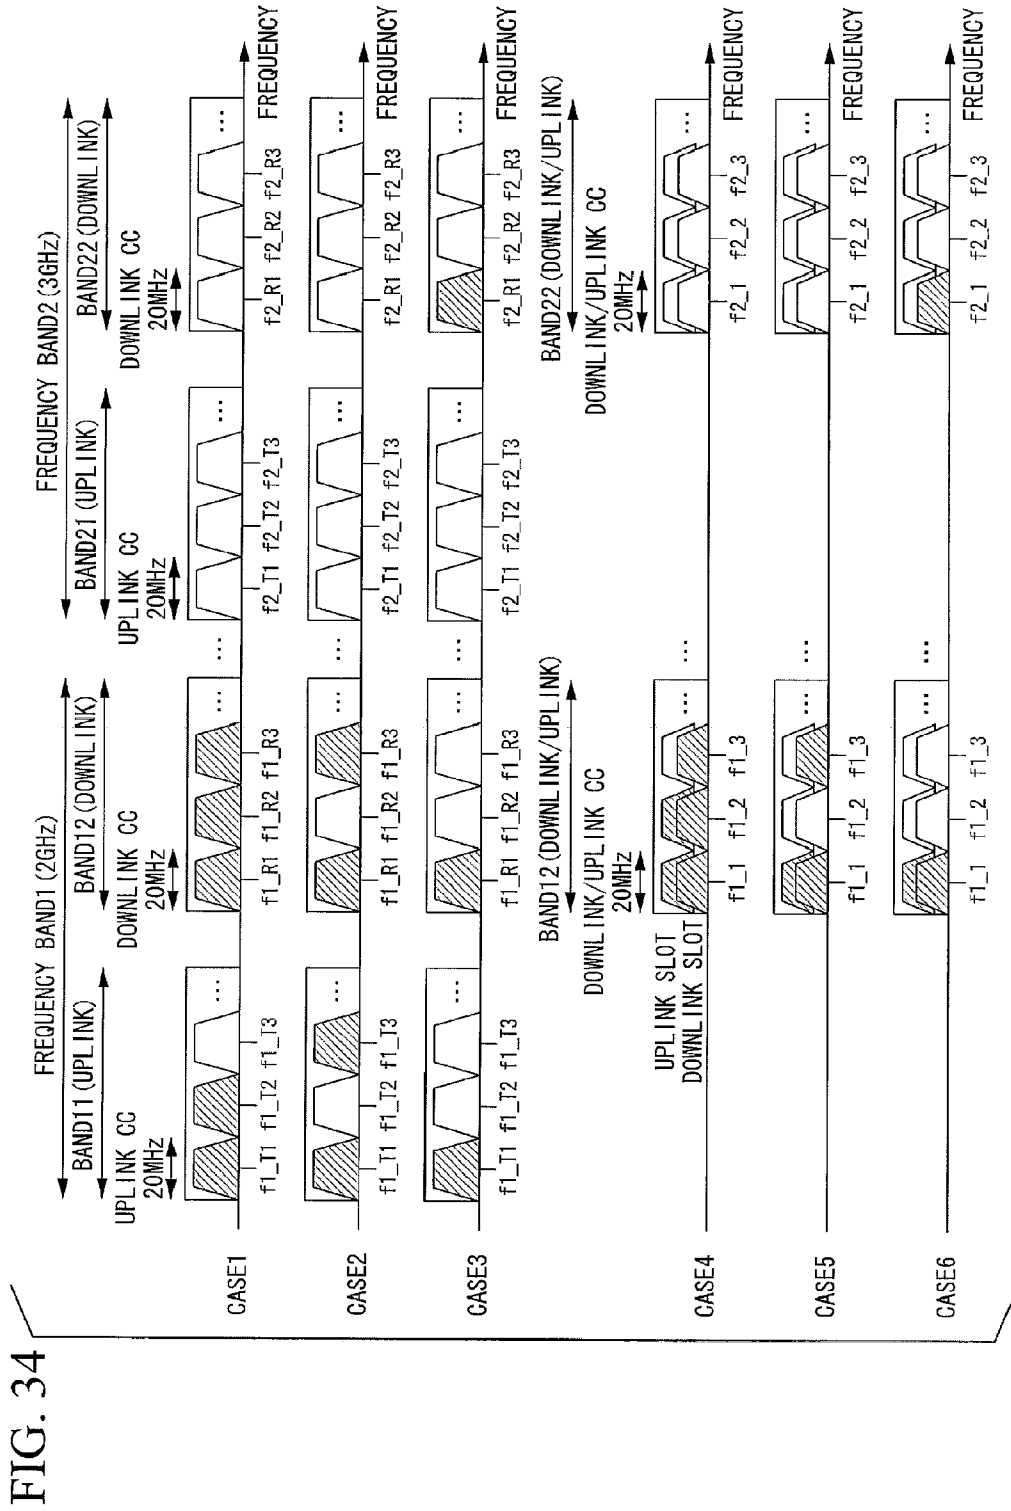 FIG. 34
FREQUENCY BAND1(2GHz)
FREQUENCY BAND2(3GHz)
BAND11(UPLINK)
BAND12(DOWNLINK)
BAND21(UPLINK)
BAND22(DOWNLINK)
UPLINK CC
20MHz
DOWNLINK CC
20MHz
UPLINK CC
20MHz
DOWNLINK CC
20MHz
CASE1
...
...
...
...
...
FREQUENCY
f1_T1 f1_T2 f1_T3
f1_R1 f1_R2 f1_R3
f2_T1 f2_T2 f2_T3
f2_R1 f2_R2 f2_R3
CASE2
...
...
...
...
...
FREQUENCY
f1_T1 f1_T2 f1_T3
f1_R1 f1_R2 f1_R3
f2_T1 f2_T2 f2_T3
f2_R1 f2_R2 f2_R3
CASE3
...
...
...
...
...
FREQUENCY
f1_T1 f1_T2 f1_T3
f1_R1 f1_R2 f1_R3
f2_T1 f2_T2 f2_T3
f2_R1 f2_R2 f2_R3
BAND12(DOWNLINK/UPLINK)
BAND22(DOWNLINK/UPLINK)
DOWNLINK/UPLINK CC
20MHz
DOWNLINK/UPLINK CC
20MHz
UPLINK SLOT
DOWNLINK SLOT
CASE4
...
...
...
FREQUENCY
f1_1 f1_2 f1_3
f2_1 f2_2 f2_3
CASE5
...
...
...
FREQUENCY
f1_1 f1_2 f1_3
f2_1 f2_2 f2_3
CASE6
...
...
...
FREQUENCY
f1_1 f1_2 f1_3
f2_1 f2_2 f2_3